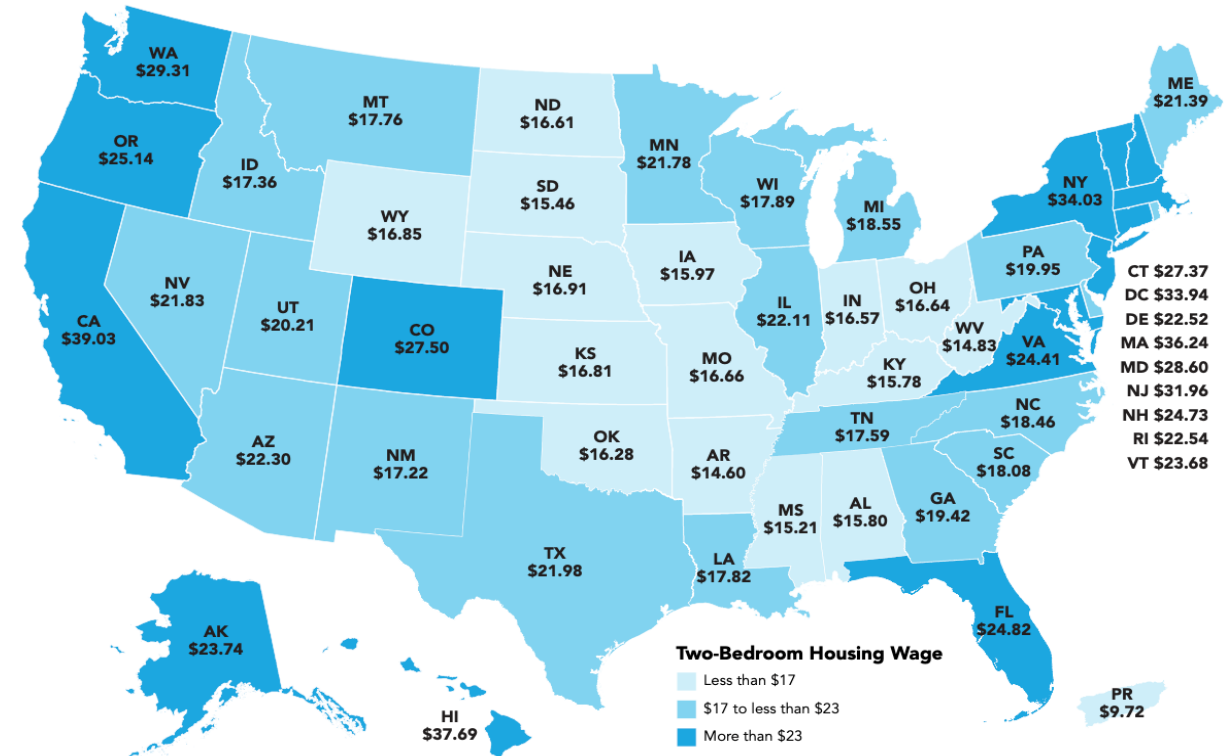 WA
$29.31
OR
$25.14
CA
$39.03
ID
$17.36
NV
$21.83
MT
$17.76
WY
$16.85
UT
$20.21
CO
$27.50
AZ
$22.30
NM
$17.22
ND
$16.61
SD
$15.46
NE
$16.91
KS
$16.81
OK
$16.28
TX
$21.98
MN
$21.78
IA
$15.97
MO
$16.66
AR
$14.60
LA
$17.82
WI
$17.89
IL
$22.11
MI
$18.55
IN
$16.57
OH
$16.64
KY
$15.78
WV
$14.83
TN
$17.59
MS
$15.21
AL
$15.80
GA
$19.42
FL
$24.82
SC
$18.08
NC
$18.46
VA
$24.41
PA
$19.95
NY
$34.03
ME
$21.39
CT $27.37
DC $33.94
DE $22.52
MA $36.24
MD $28.60
NJ $31.96
NH $24.73
RI $22.54
VT $23.68
AK
$23.74
HI
$37.69
PR
$9.72
Two-Bedroom Housing Wage
Less than $17
$17 to less than $23
More than $23